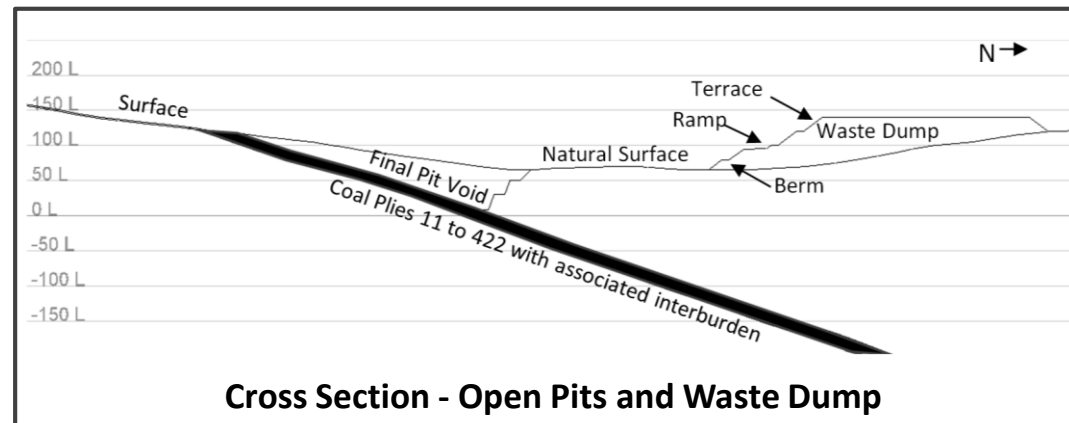 N
200 L
Terrace
150 L
Surface
Ramp
Waste Dump
100 L
Final Pit Void
Natural Surface
50 L
Berm
Coal Plies 11 to 422 with associated interburden
0 L
-50 L
-100 L
-150 L
Cross Section - Open Pits and Waste Dump